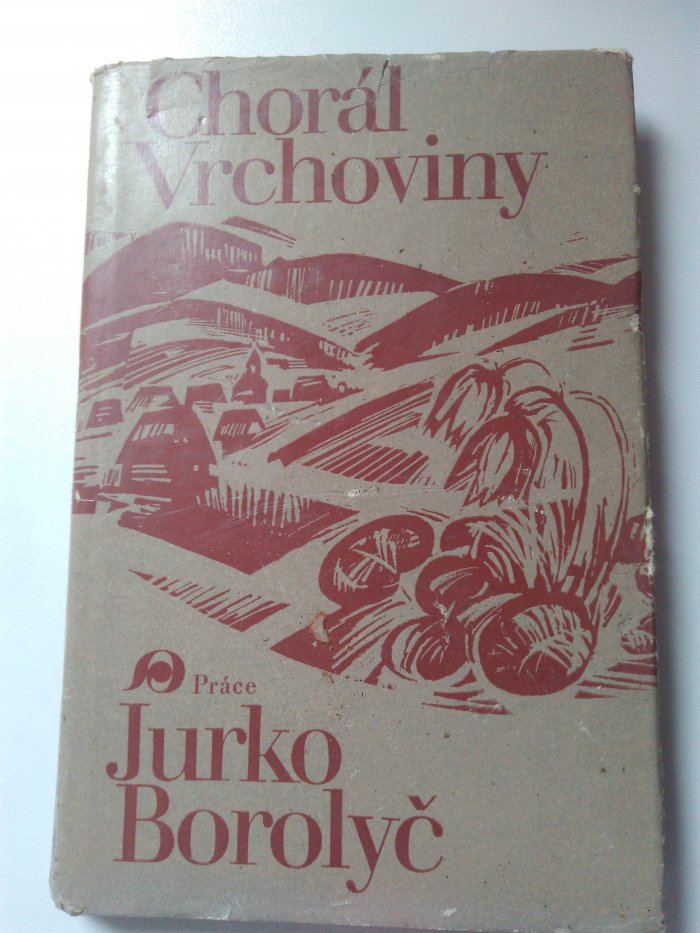 Chorál
Vrchoviny
Práce
Jurko
Borolyč